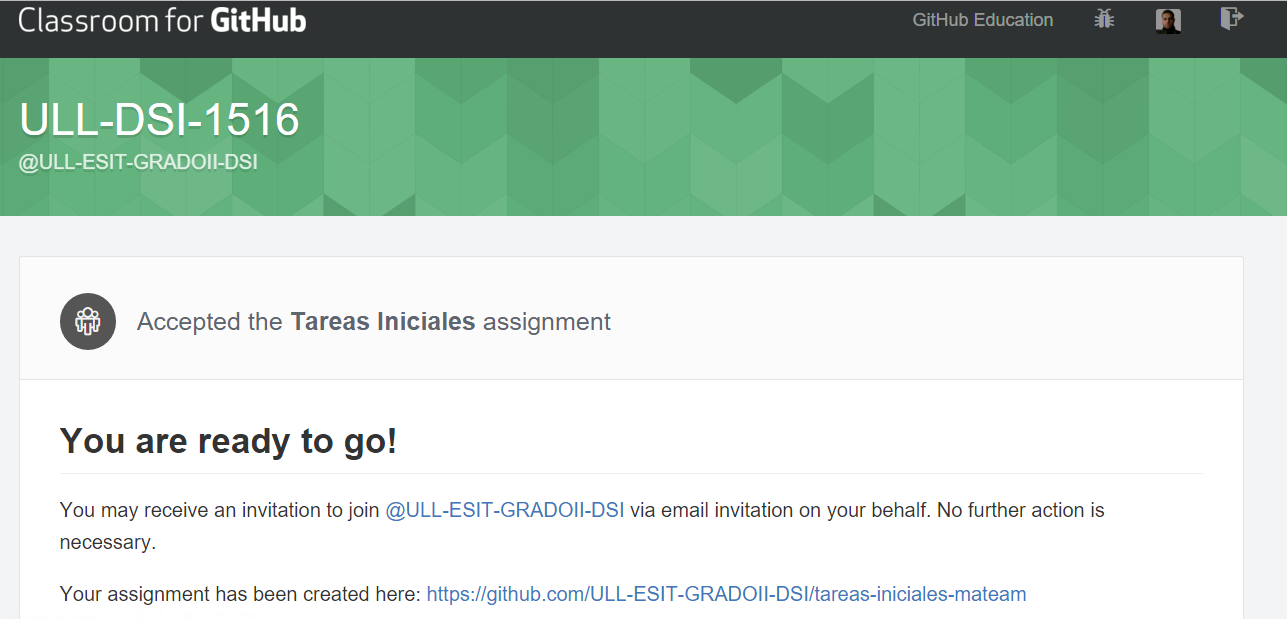 Classroom for GitHub
GitHub Education
ULL-DSI-1516
@ULL-ESIT-GRADOII-DSI
Accepted the Tareas Iniciales assignment
You are ready to go!
You may receive an invitation to join @ULL-ESIT-GRADOII-DSI via email invitation on your behalf. No further action is
necessary.
Your assignment has been created here: https://github.com/ULL-ESIT-GRADOII-DSI/tareas-iniciales-mateam